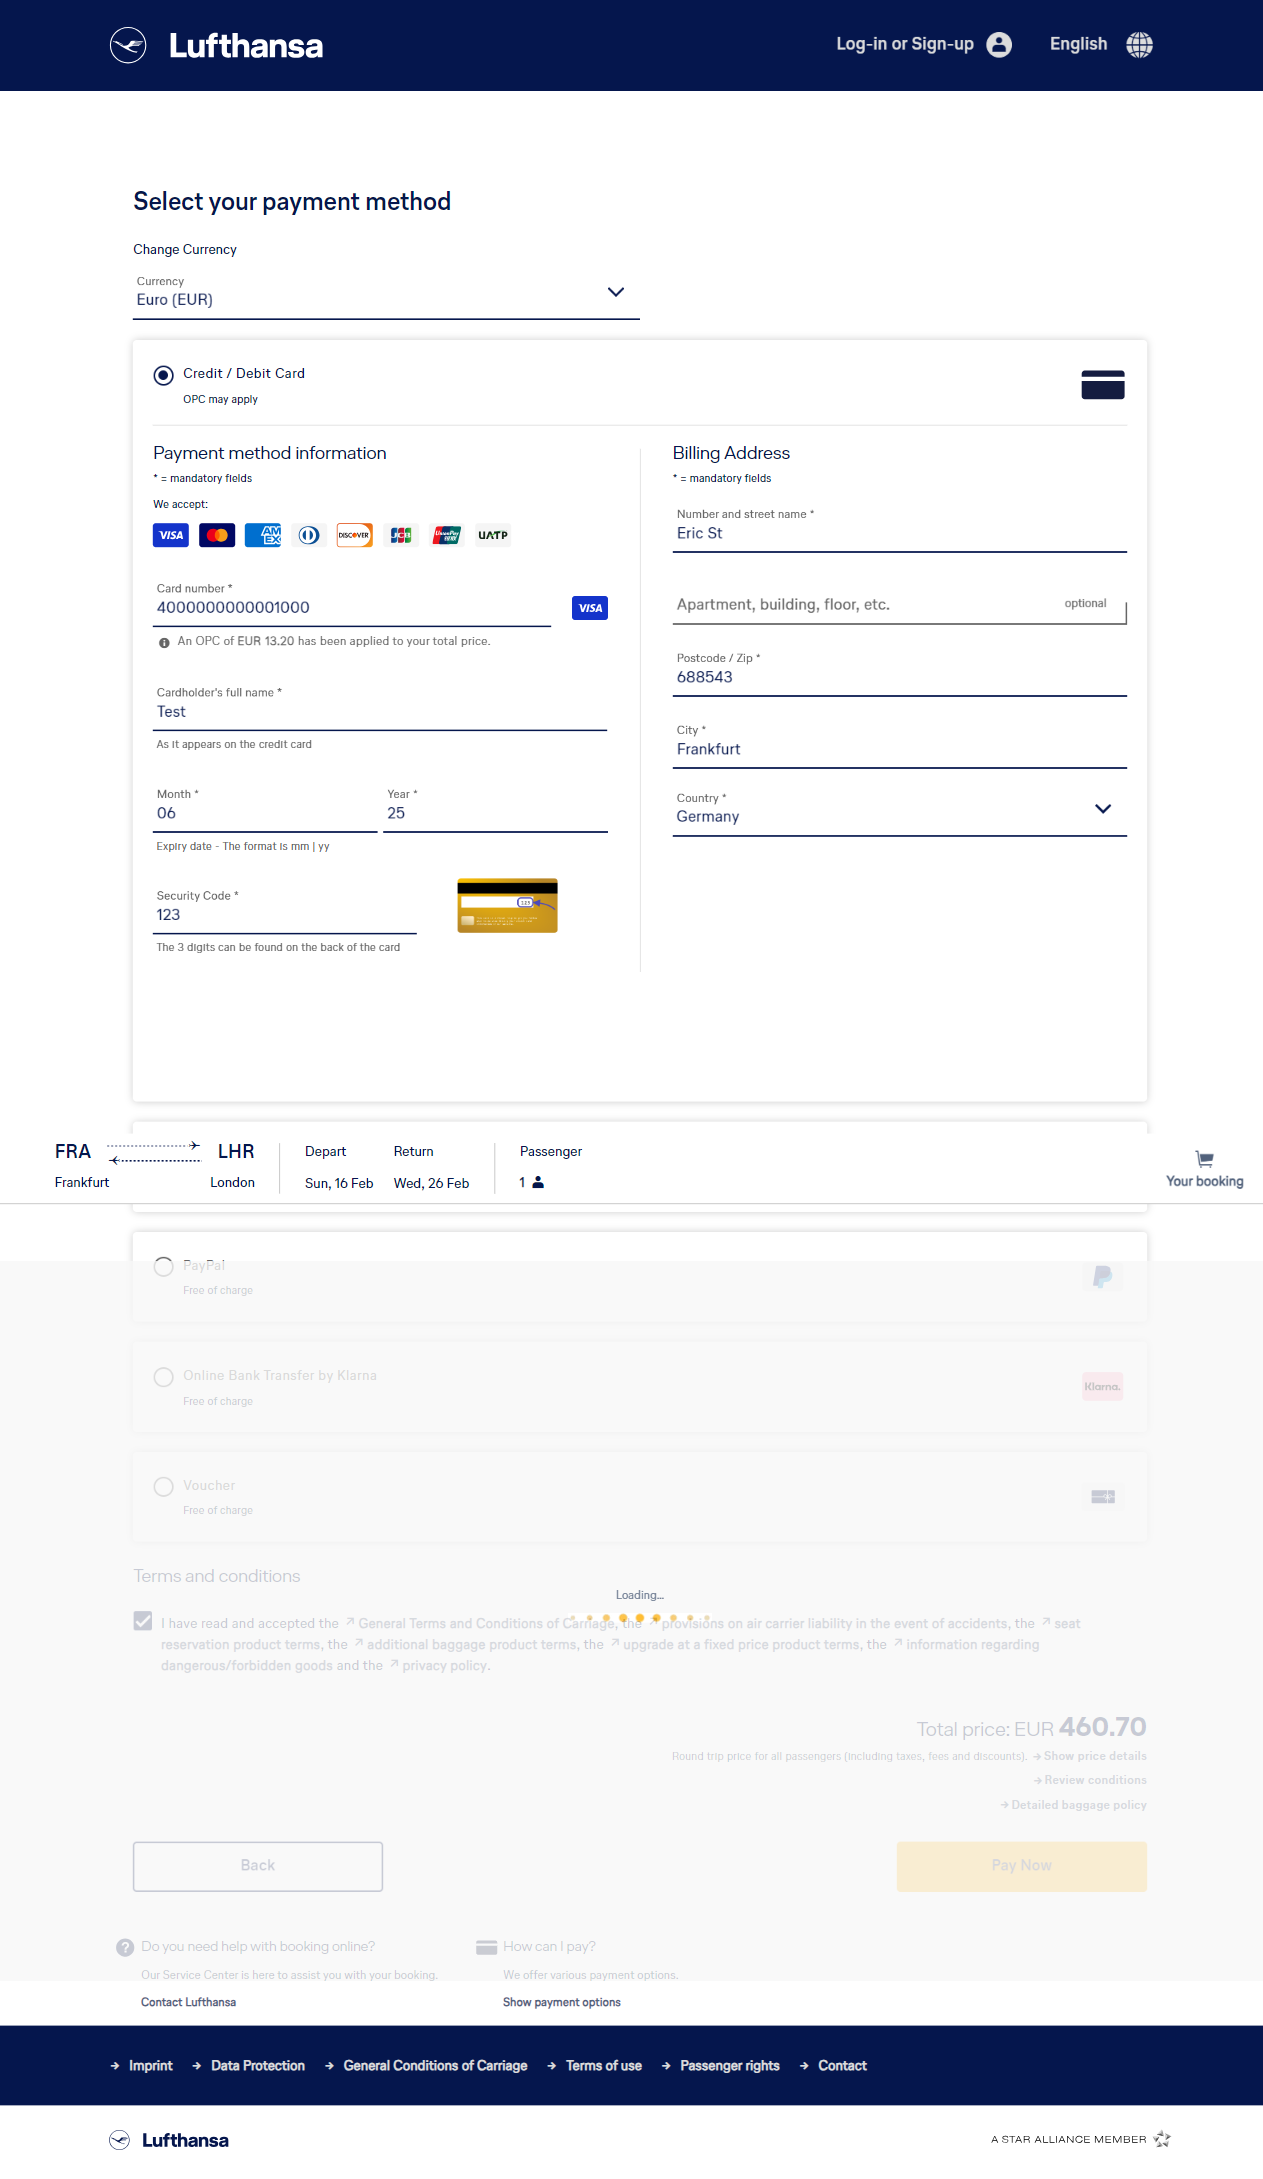 Lufthansa
Log-in or Sign-up
English
Select your payment method
Change Currency
Currency
Euro (EUR)
Credit / Debit Card
OPC may apply
Payment method information
* = mandatory fields
We accept:
VISA
AM EX
DISCOVER
JCB
UnionPay
UATP
Card number *
4000000000001000
VISA
An OPC of EUR 13.20 has been applied to your total price.
Cardholder's full name *
Test
As it appears on the credit card
Month *
06
Year *
25
Expiry date - The format is mm | yy
Security Code *
123
The 3 digits can be found on the back of the card
Billing Address
* = mandatory fields
Number and street name *
Eric St
Apartment, building, floor, etc.
optional
Postcode / Zip *
688543
City *
Frankfurt
Country *
Germany
FRA
LHR
Frankfurt
London
Depart
Return
Sun, 16 Feb
Wed, 26 Feb
Passenger
1
Your booking
PayPal
Free of charge
Online Bank Transfer by Klarna
Free of charge
Klarna.
Voucher
Free of charge
Terms and conditions
Loading...
I have read and accepted the General Terms and Conditions of Carriage, the provisions on air carrier liability in the event of accidents, the seat
reservation product terms, the additional baggage product terms, the upgrade at a fixed price product terms, the information regarding
dangerous/forbidden goods and the privacy policy.
Total price: EUR 460.70
Round trip price for all passengers (including taxes, fees and discounts). → Show price details
→ Review conditions
→ Detailed baggage policy
Back
Pay Now
Do you need help with booking online?
Our Service Center is here to assist you with your booking.
Contact Lufthansa
How can I pay?
We offer various payment options.
Show payment options
→ Imprint → Data Protection → General Conditions of Carriage → Terms of use → Passenger rights → Contact
Lufthansa
A STAR ALLIANCE MEMBER